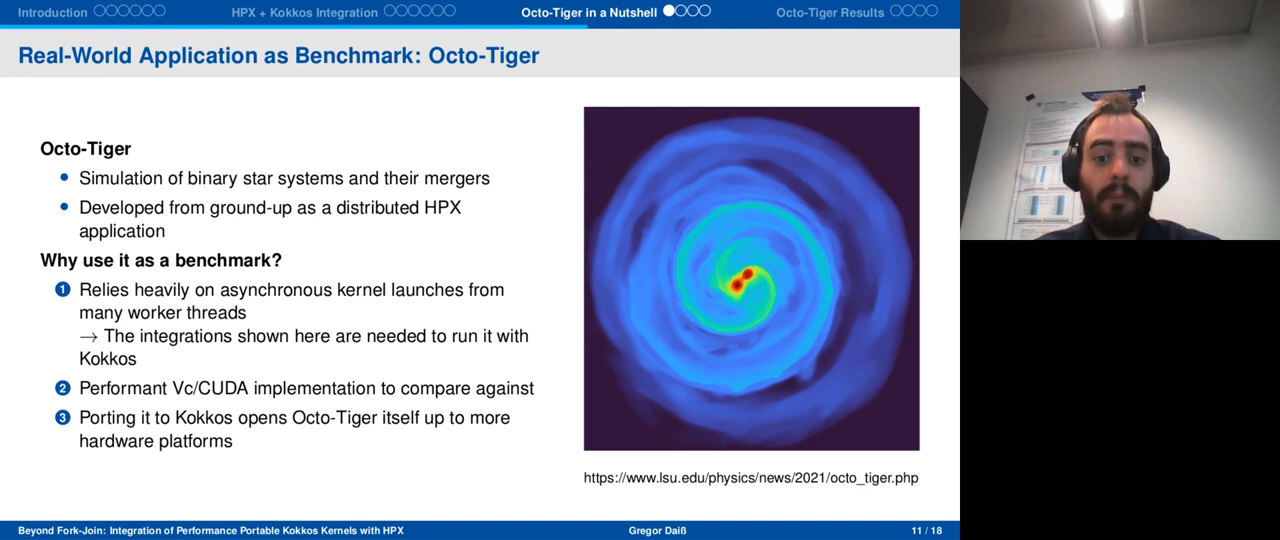 Introduction HPX + Kokkos Integration Octo-Tiger in a Nutshell Octo-Tiger Results
Real-World Application as Benchmark: Octo-Tiger
Octo-Tiger
• Simulation of binary star systems and their mergers
• Developed from ground-up as a distributed HPX
application
Why use it as a benchmark?
1 Relies heavily on asynchronous kernel launches from
many worker threads
→ The integrations shown here are needed to run it with
Kokkos
2 Performant Vc/CUDA implementation to compare against
3 Porting it to Kokkos opens Octo-Tiger itself up to more
hardware platforms
https://www.lsu.edu/physics/news/2021/octo_tiger.php
Beyond Fork-Join: Integration of Performance Portable Kokkos Kernels with HPX Gregor Daiß 11 / 18